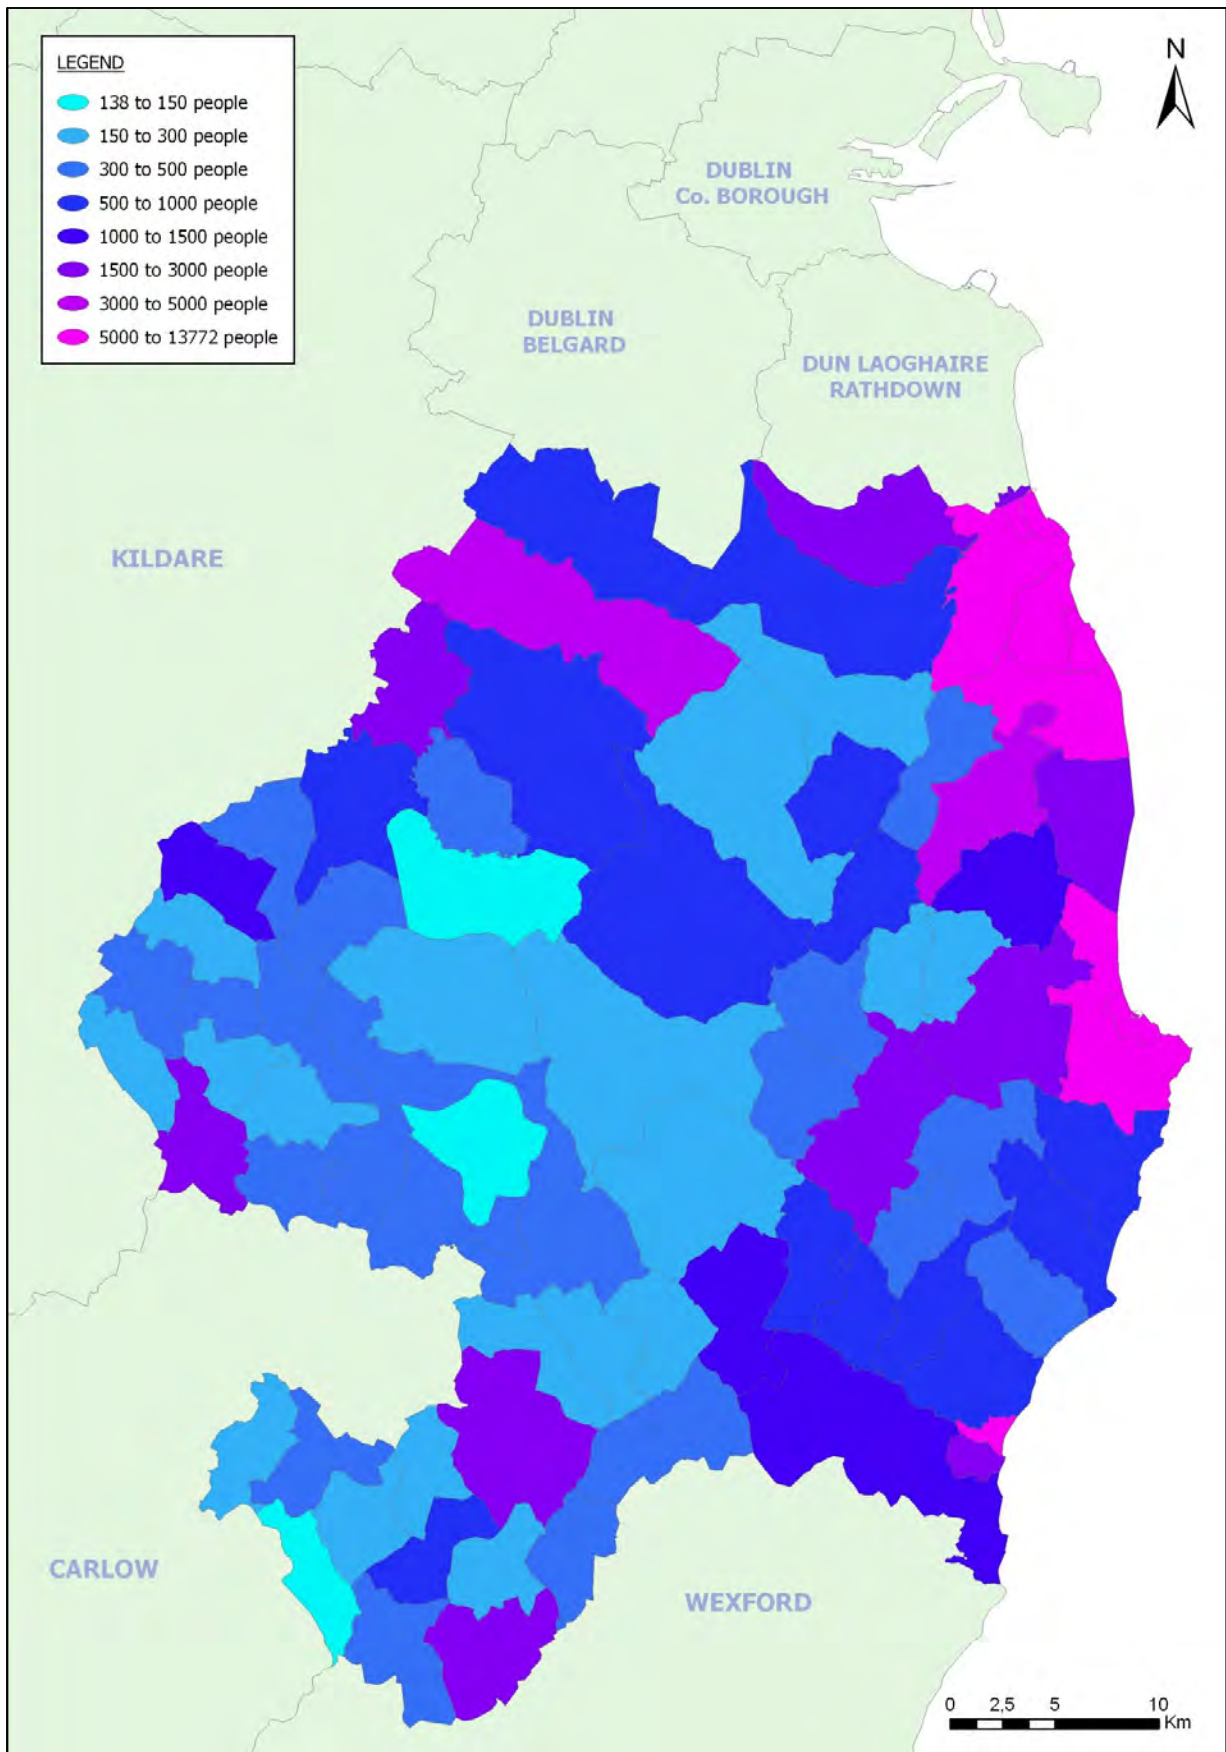 LEGEND
138 to 150 people
150 to 300 people
300 to 500 people
500 to 1000 people
1000 to 1500 people
1500 to 3000 people
3000 to 5000 people
5000 to 13772 people
N
DUBLIN
Co. BOROUGH
DUBLIN
BELGARD
DUN LAOGHAIRE
RATHDOWN
KILDARE
CARLOW
WEXFORD
0 2,5 5 10
Km